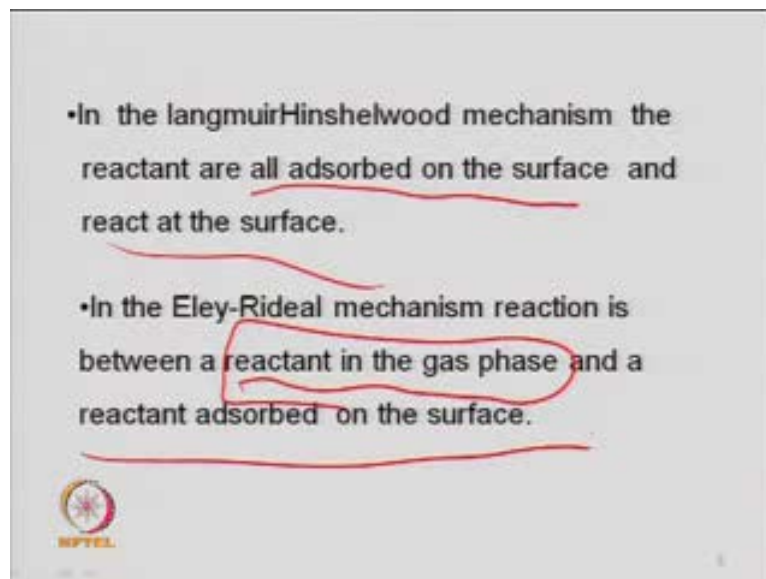 •In the langmuirHinshelwood mechanism the
reactant are all adsorbed on the surface and
react at the surface.
•In the Eley-Rideal mechanism reaction is
between a reactant in the gas phase and a
reactant adsorbed on the surface.
NPTEL